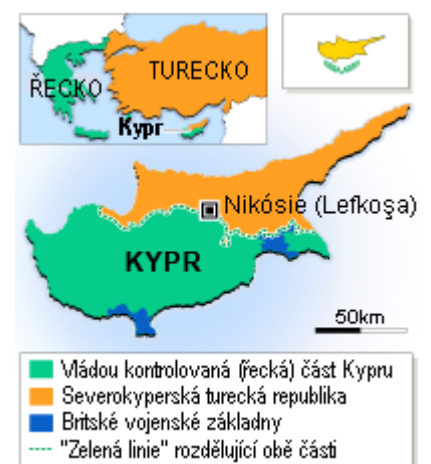 ŘECKO
TURECKO
Kypr
Nikósie (Lefkoşa)
KYPR
50km
Vládou kontrolovaná (řecká) část Kypru
Severokyperská turecká republika
Britské vojenské základny
"Zelená linie" rozdělující obě části